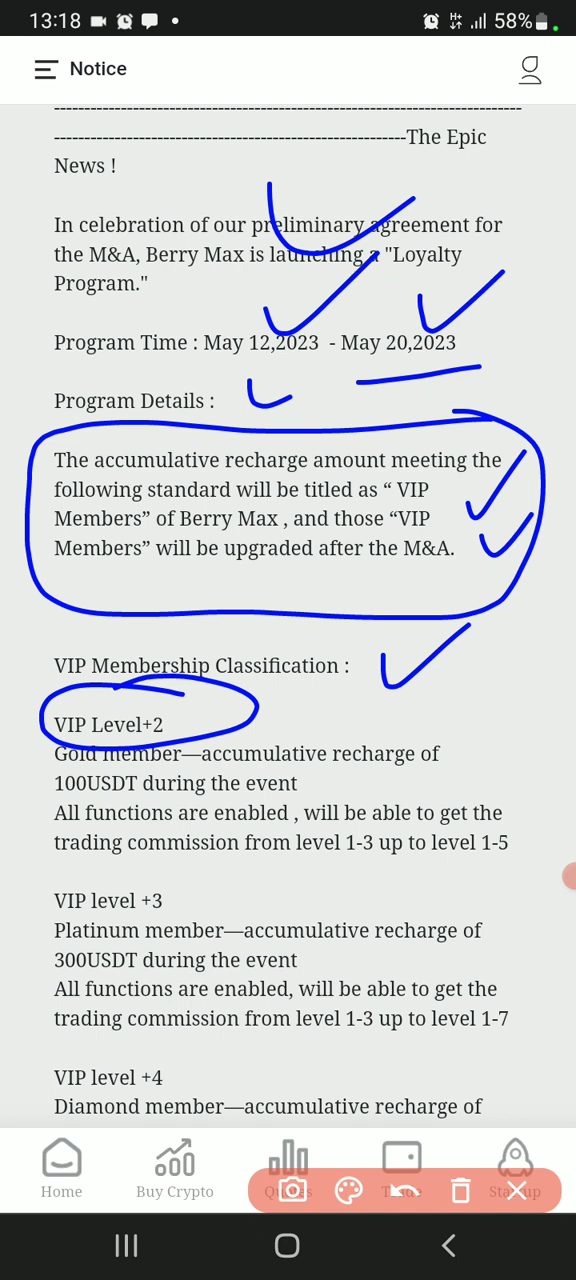 13:18
58%
Notice
-----------------------------------------------------------------------------
----------------------------------------------------------The Epic
News !
In celebration of our preliminary agreement for
the M&A, Berry Max is launching a "Loyalty
Program."
Program Time : May 12,2023 - May 20,2023
Program Details :
The accumulative recharge amount meeting the
following standard will be titled as “ VIP
Members” of Berry Max , and those “VIP
Members” will be upgraded after the M&A.
VIP Membership Classification :
VIP Level+2
Gold member—accumulative recharge of
100USDT during the event
All functions are enabled , will be able to get the
trading commission from level 1-3 up to level 1-5
VIP level +3
Platinum member—accumulative recharge of
300USDT during the event
All functions are enabled, will be able to get the
trading commission from level 1-3 up to level 1-7
VIP level +4
Diamond member—accumulative recharge of
Home Buy Crypto Quotes Trade Startup